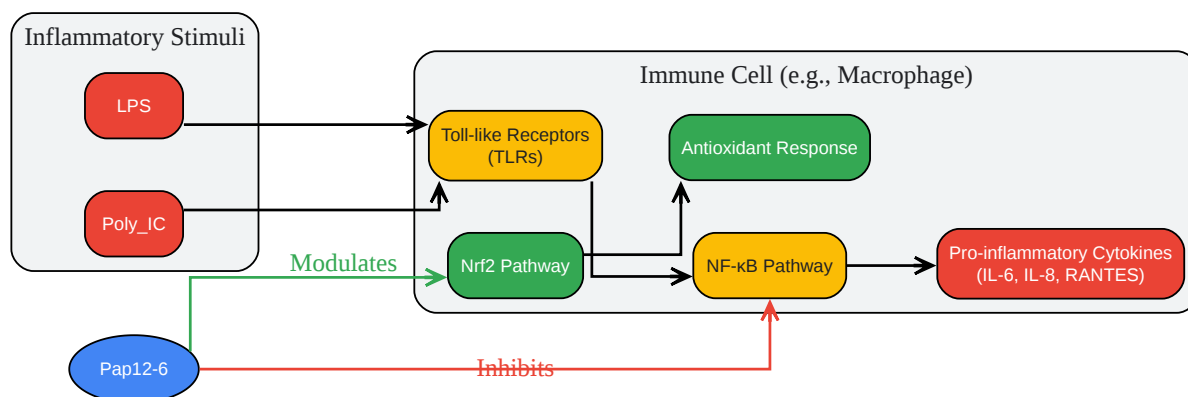 Inflammatory Stimuli
LPS
Poly_IC
Immune Cell (e.g., Macrophage)
Toll-like Receptors
(TLRs)
Antioxidant Response
Modulates
Nrf2 Pathway
NF-κB Pathway
Pro-inflammatory Cytokines
(IL-6, IL-8, RANTES)
Pap12-6
Inhibits